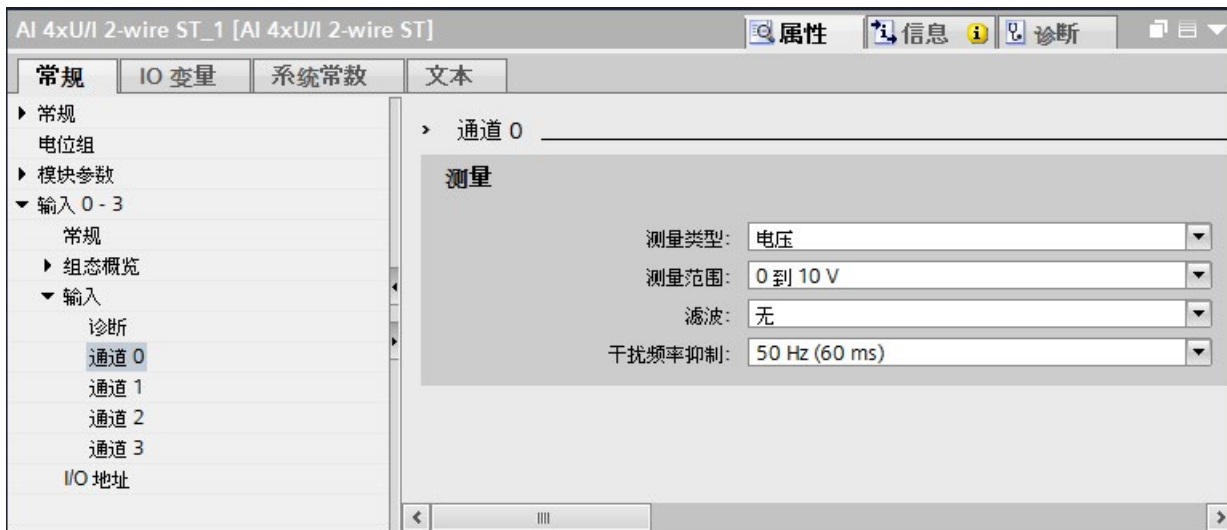 AI 4xU/I 2-wire ST_1 [AI 4xU/I 2-wire ST]
属性 信息 诊断
常规 IO 变量 系统常数 文本
常规
电位组
模块参数
输入 0 - 3
常规
组态概览
输入
诊断
通道 0
通道 1
通道 2
通道 3
I/O 地址
通道 0
测量
测量类型: 电压
测量范围: 0 到 10 V
滤波: 无
干扰频率抑制: 50 Hz (60 ms)